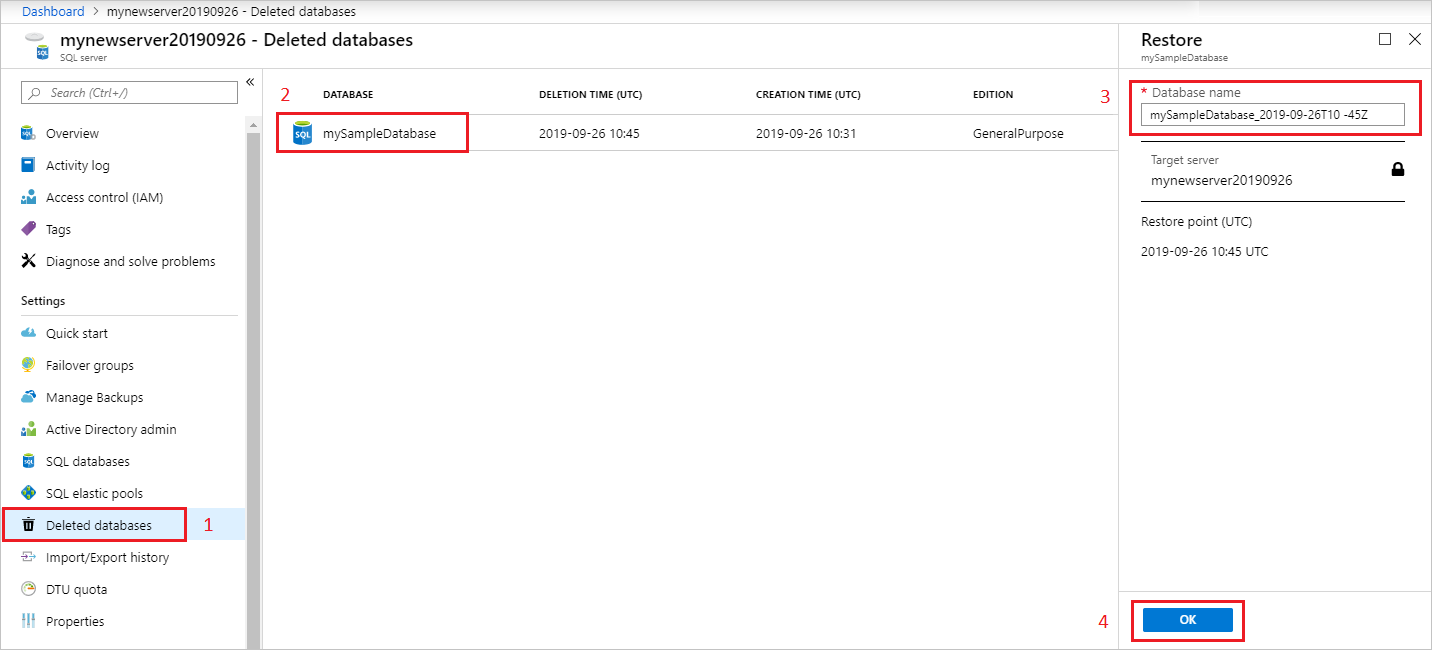 Dashboard > mynewserver20190926 - Deleted databases
mynewserver20190926 - Deleted databases
SQL server
Search (Ctrl+/)
«
Overview
Activity log
Access control (IAM)
Tags
Diagnose and solve problems
Settings
Quick start
Failover groups
Manage Backups
Active Directory admin
SQL databases
SQL elastic pools
Deleted databases 1
Import/Export history
DTU quota
Properties
2 DATABASE DELETION TIME (UTC) CREATION TIME (UTC) EDITION
SQL mySampleDatabase 2019-09-26 10:45 2019-09-26 10:31 GeneralPurpose
Restore
mySampleDatabase
3 * Database name
mySampleDatabase_2019-09-26T10 -45Z
Target server
mynewserver20190926
Restore point (UTC)
2019-09-26 10:45 UTC
4 OK